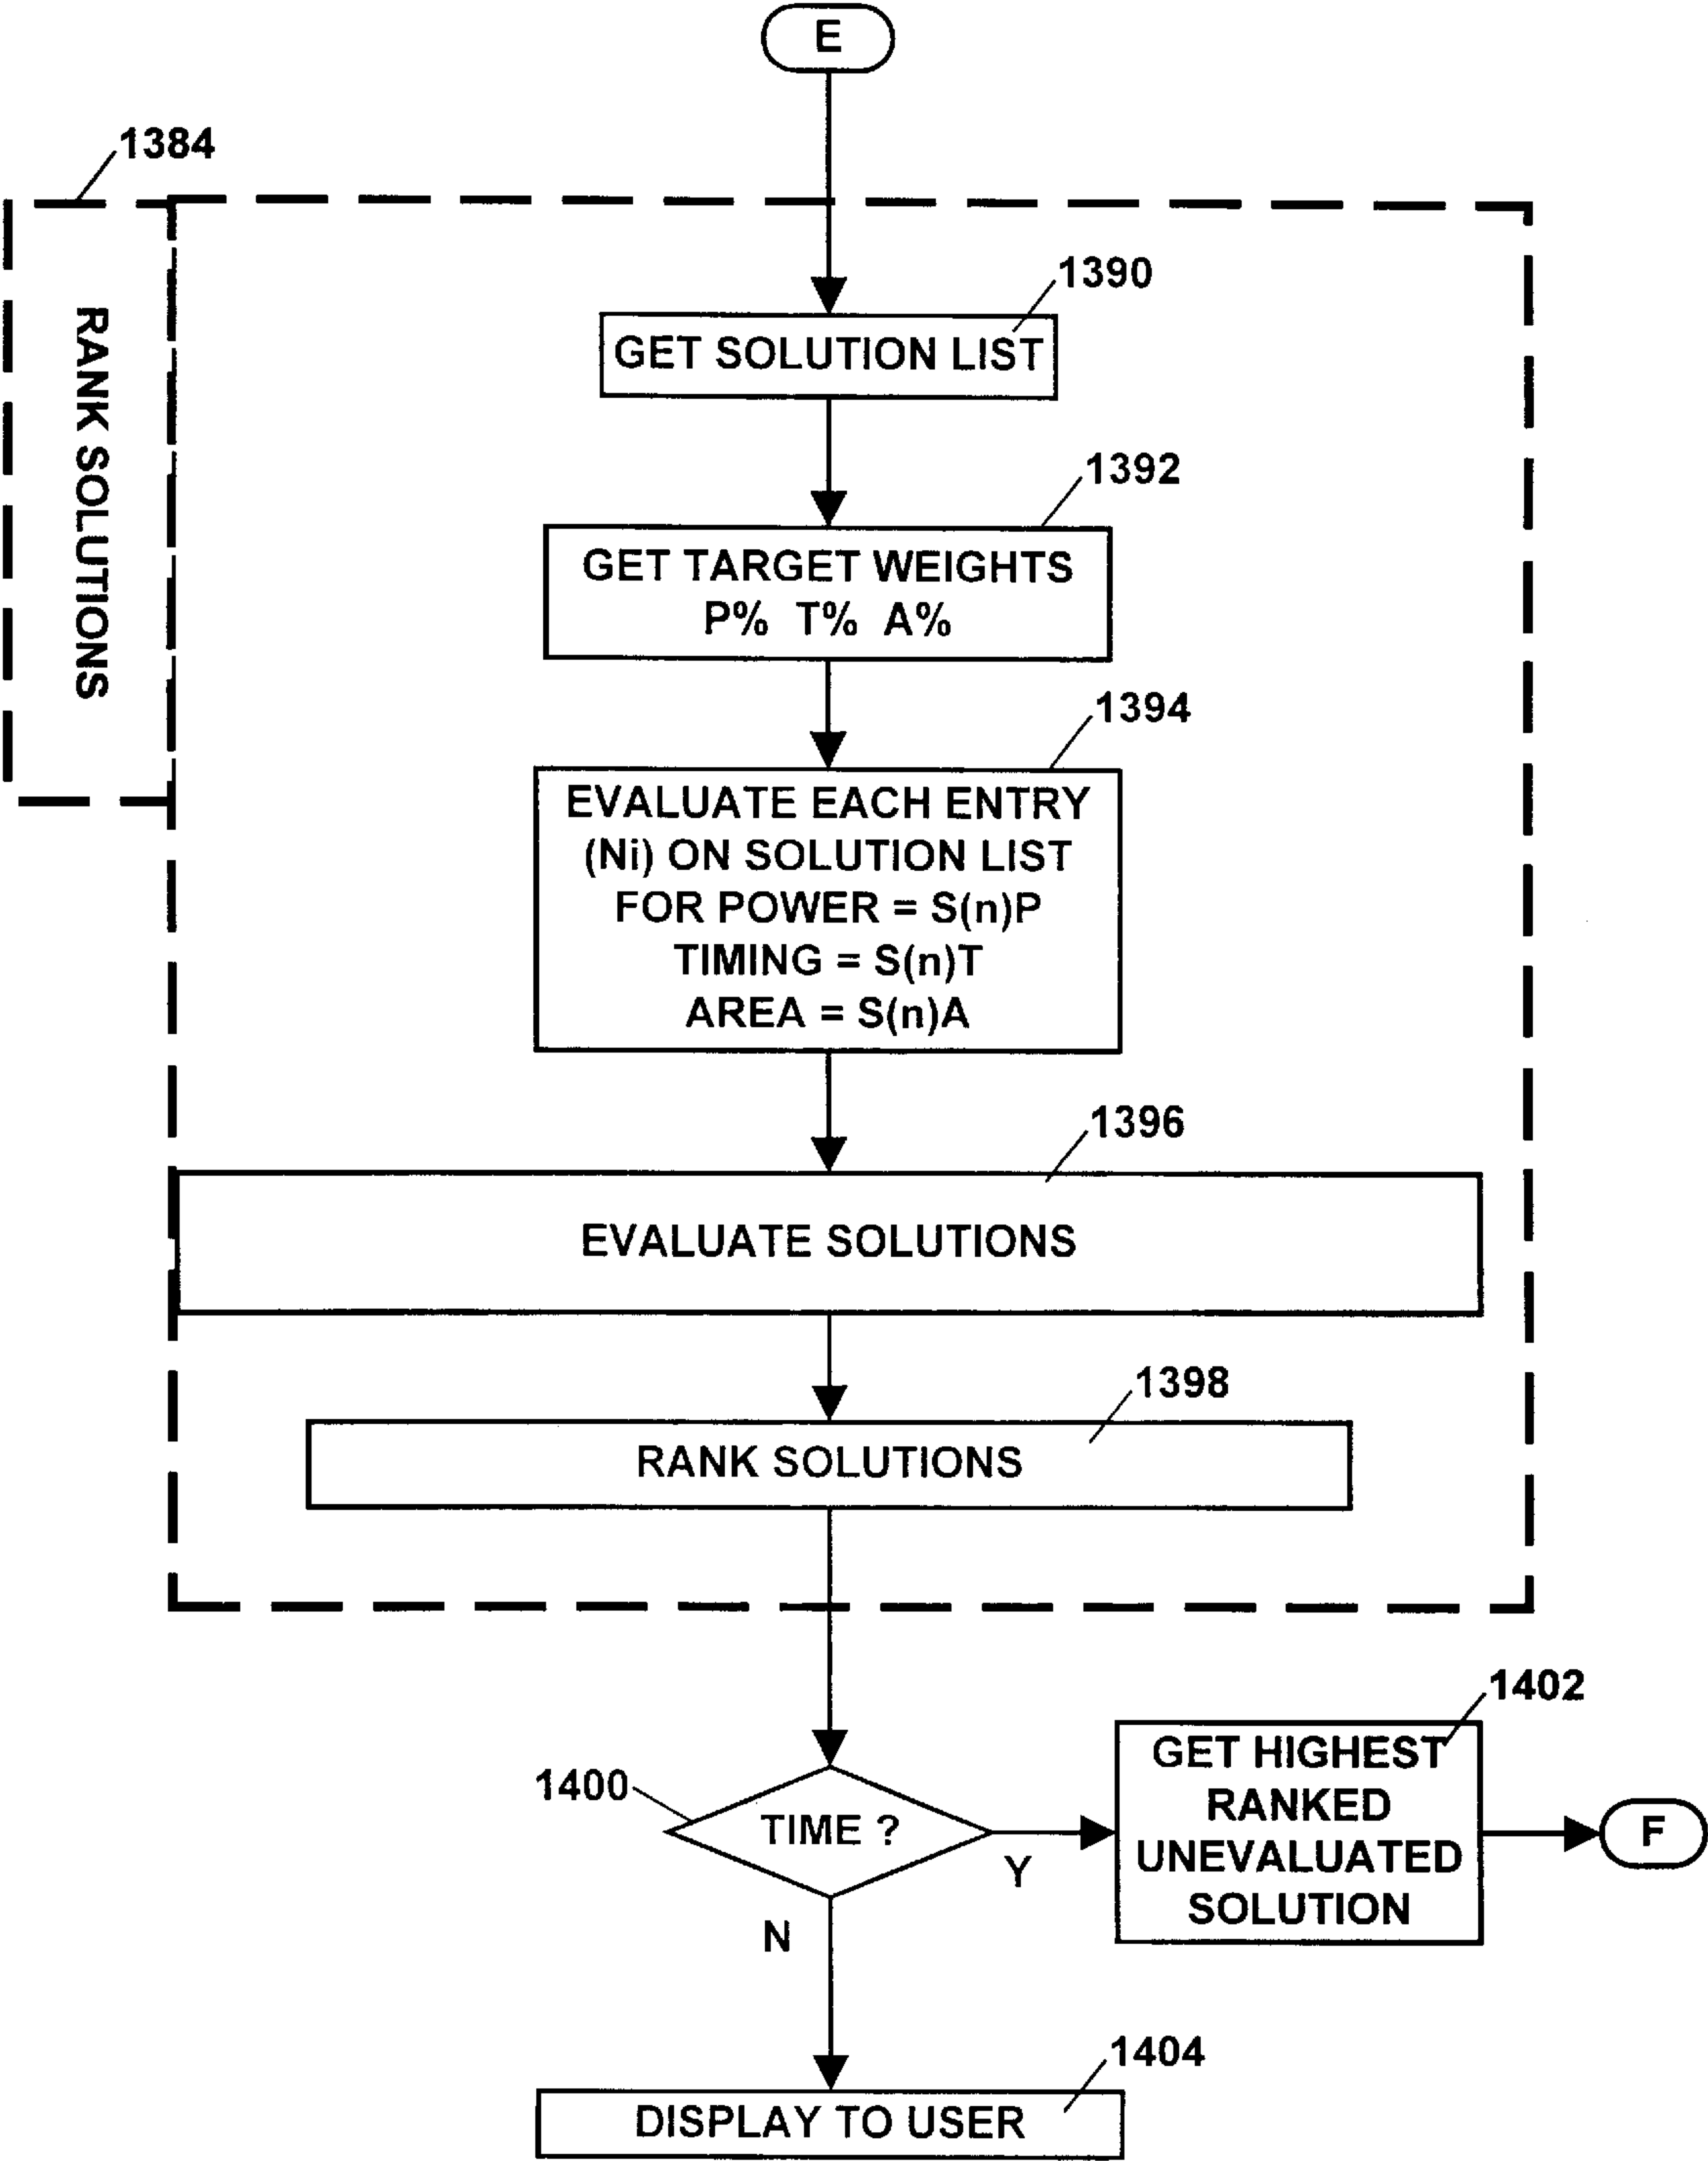 E
1384
RANK SOLUTIONS
1390
GET SOLUTION LIST
1392
GET TARGET WEIGHTS
P% T% A%
1394
EVALUATE EACH ENTRY
(Ni) ON SOLUTION LIST
FOR POWER = S(n)P
TIMING = S(n)T
AREA = S(n)A
1396
EVALUATE SOLUTIONS
1398
RANK SOLUTIONS
1400
TIME ?
Y
N
1402
GET HIGHEST
RANKED
UNEVALUATED
SOLUTION
F
1404
DISPLAY TO USER